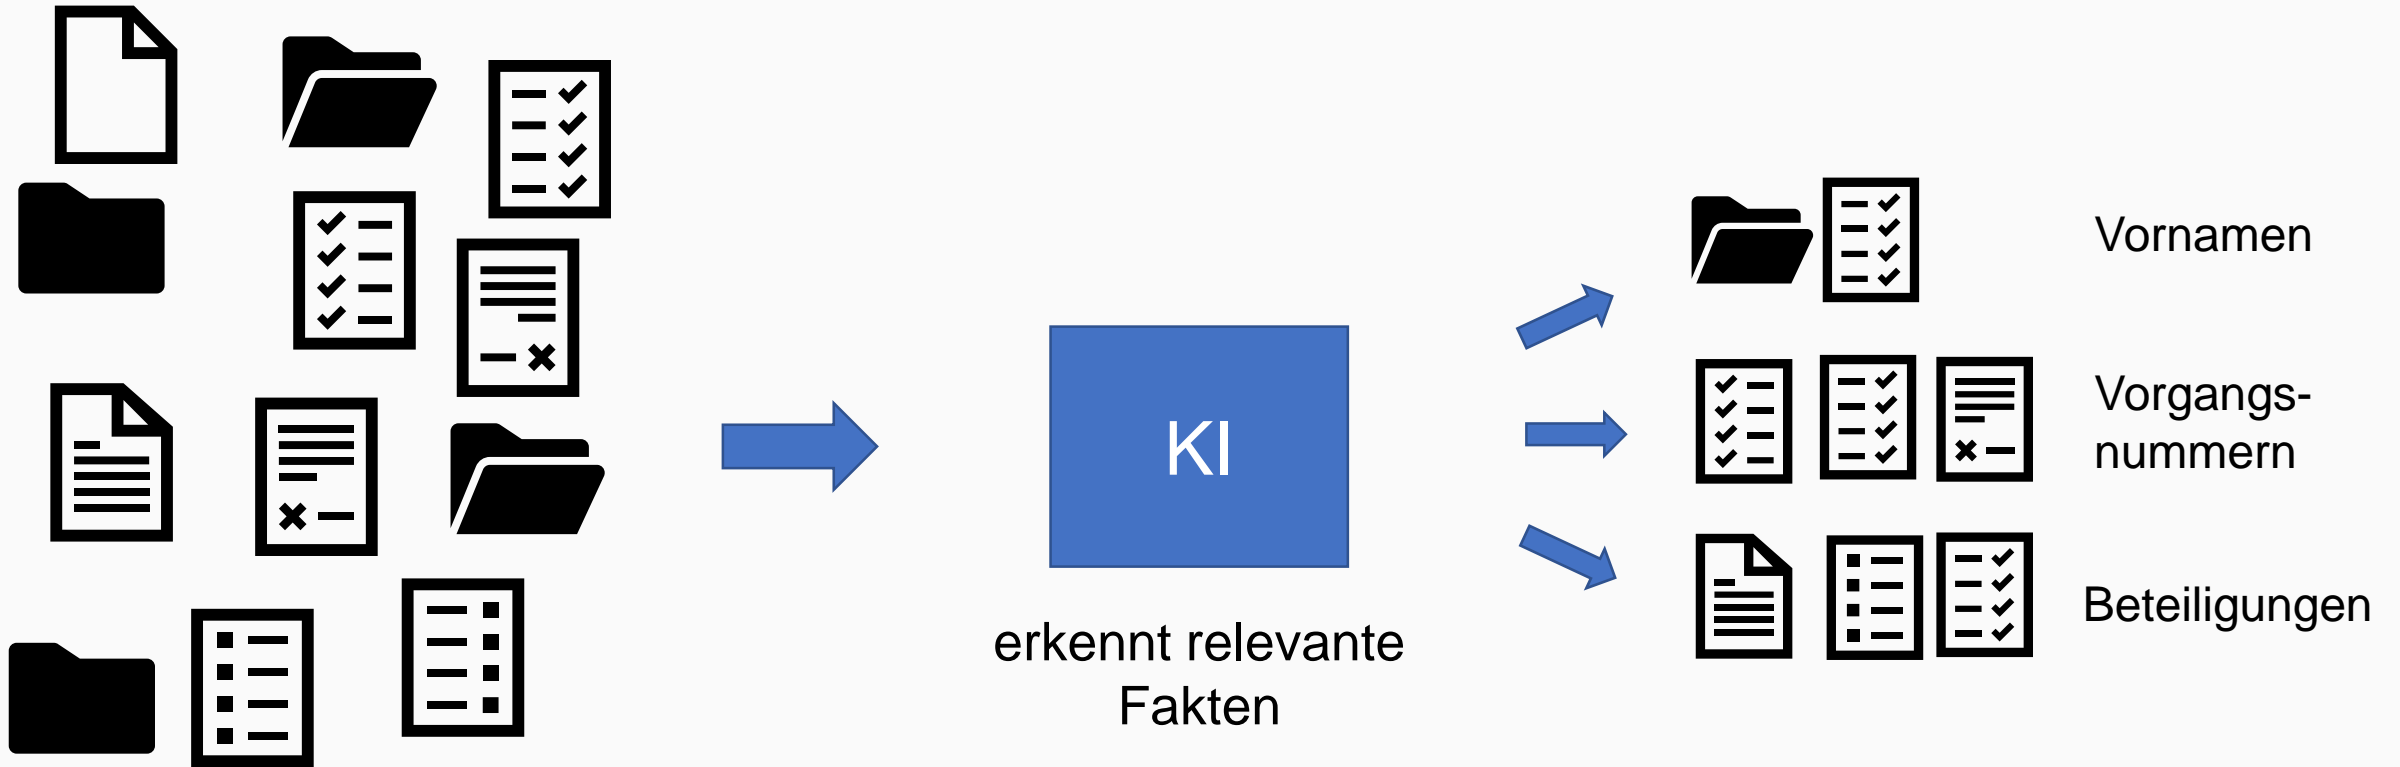 KI
erkennt relevante
Fakten
Vornamen
Vorgangs-
nummern
Beteiligungen